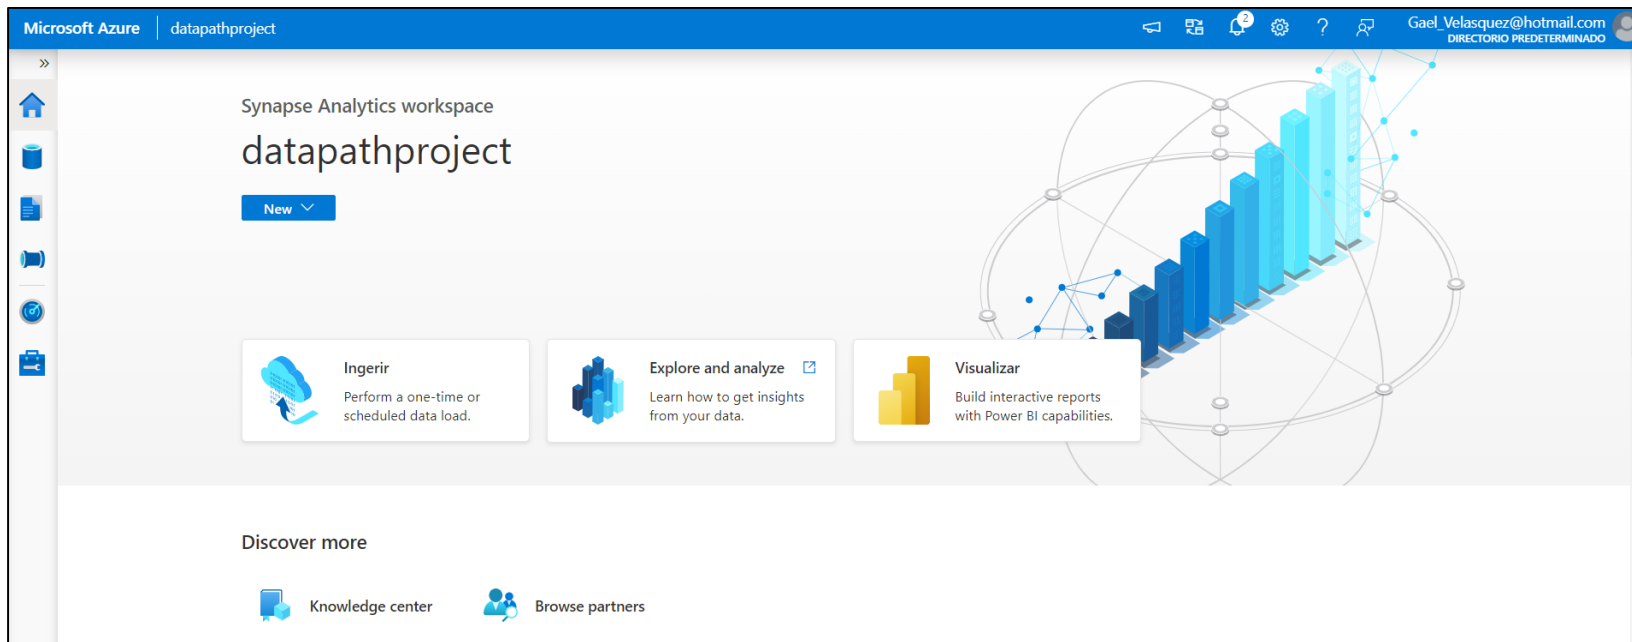 Microsoft Azure
datapathproject
2
Gael_Velasquez@hotmail.com
DIRECTORIO PREDETERMINADO
Synapse Analytics workspace
datapathproject
New
Ingerir
Perform a one-time or
scheduled data load.
Explore and analyze
Learn how to get insights
from your data.
Visualizar
Build interactive reports
with Power BI capabilities.
Discover more
Knowledge center
Browse partners